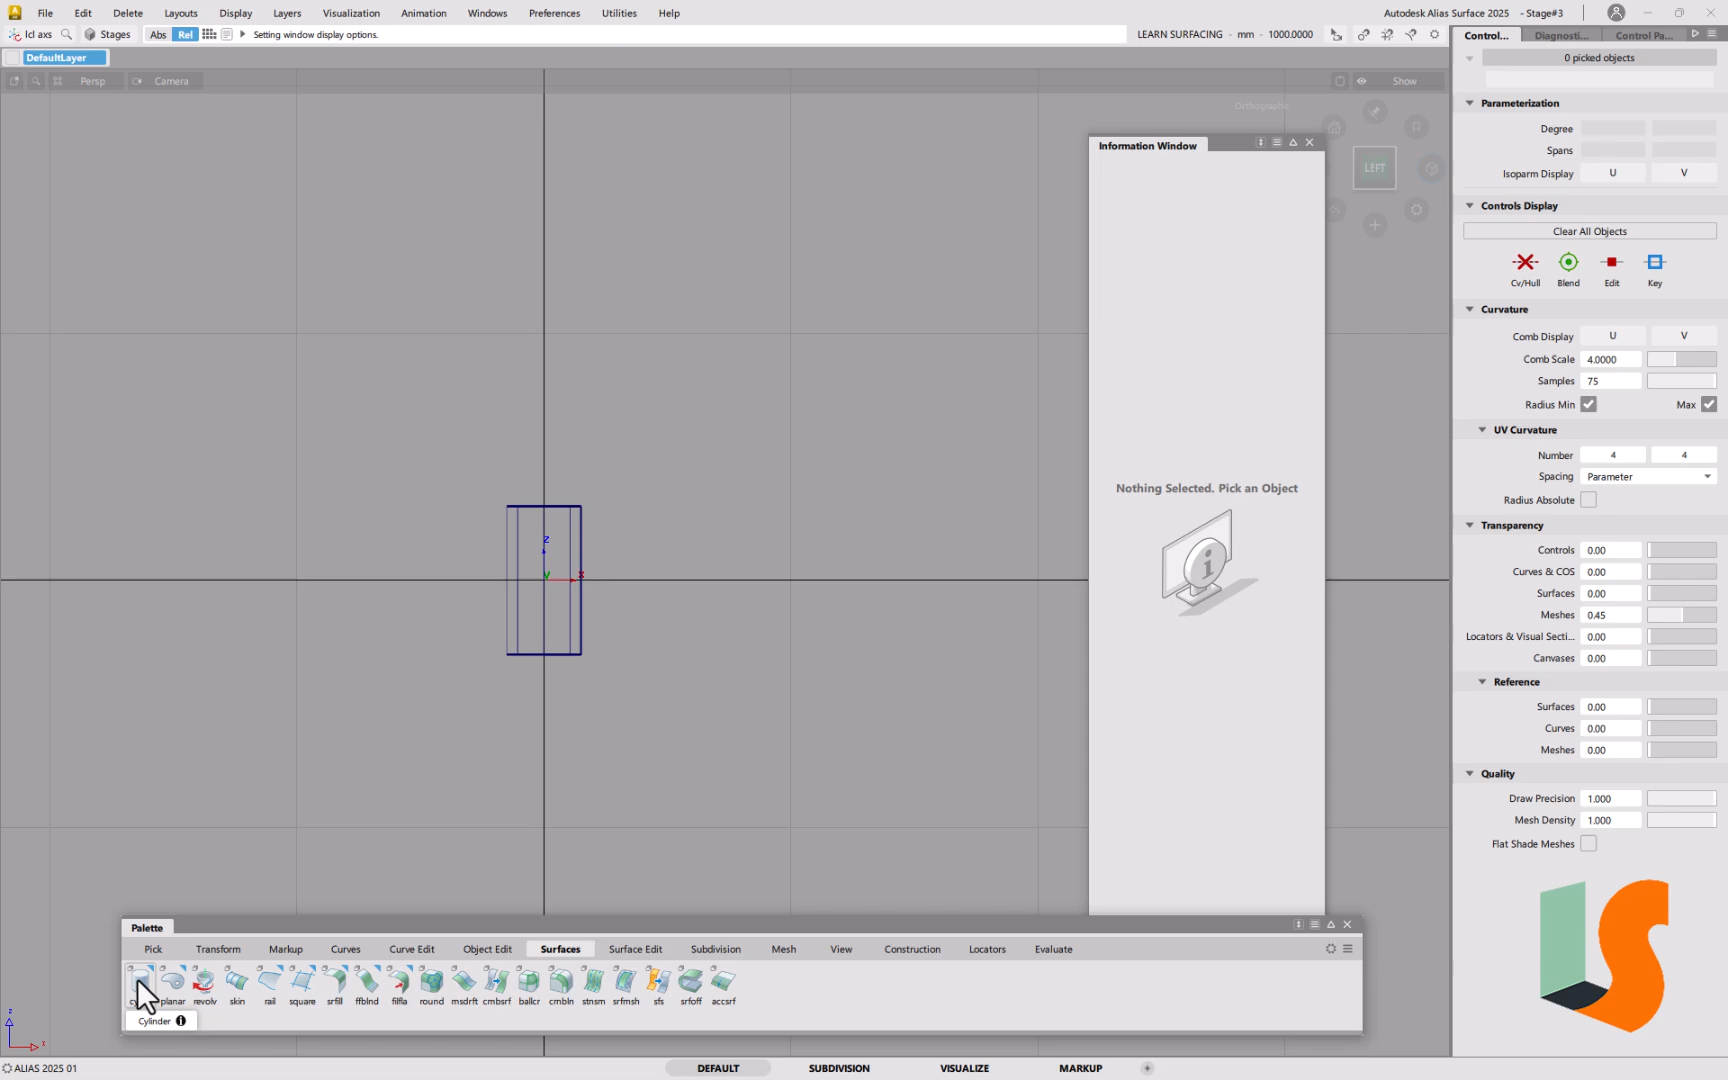 File Edit Delete Layouts Display Layers Visualization Animation Windows Preferences Utilities Help
Autodesk Alias Surface 2025 - Stage#3
lcl axs Stages Abs Rel Setting window display options.
LEARN SURFACING - mm - 1000.0000
Control... Diagnosti... Control Pa...
DefaultLayer
0 picked objects
Persp Camera Show
Orthographic
LEFT
Information Window
Nothing Selected. Pick an Object
Parameterization
Degree
Spans
Isoparm Display U V
Controls Display
Clear All Objects
Cv/Hull Blend Edit Key
Curvature
Comb Display U V
Comb Scale 4.0000
Samples 75
Radius Min Max
UV Curvature
Number 4 4
Spacing Parameter
Radius Absolute
Transparency
Controls 0.00
Curves & COS 0.00
Surfaces 0.00
Meshes 0.45
Locators & Visual Secti... 0.00
Canvases 0.00
Reference
Surfaces 0.00
Curves 0.00
Meshes 0.00
Quality
Draw Precision 1.000
Mesh Density 1.000
Flat Shade Meshes
Z
Y X
Palette
Pick Transform Markup Curves Curve Edit Object Edit Surfaces Surface Edit Subdivision Mesh View Construction Locators Evaluate
planar revolv skin rail square srfill ffblnd filfla round msdrft cmbsrf ballcr cmbln stnsm srfmsh sfs srfoff accsrf
Cylinder
z
x
ALIAS 2025 01
DEFAULT SUBDIVISION VISUALIZE MARKUP